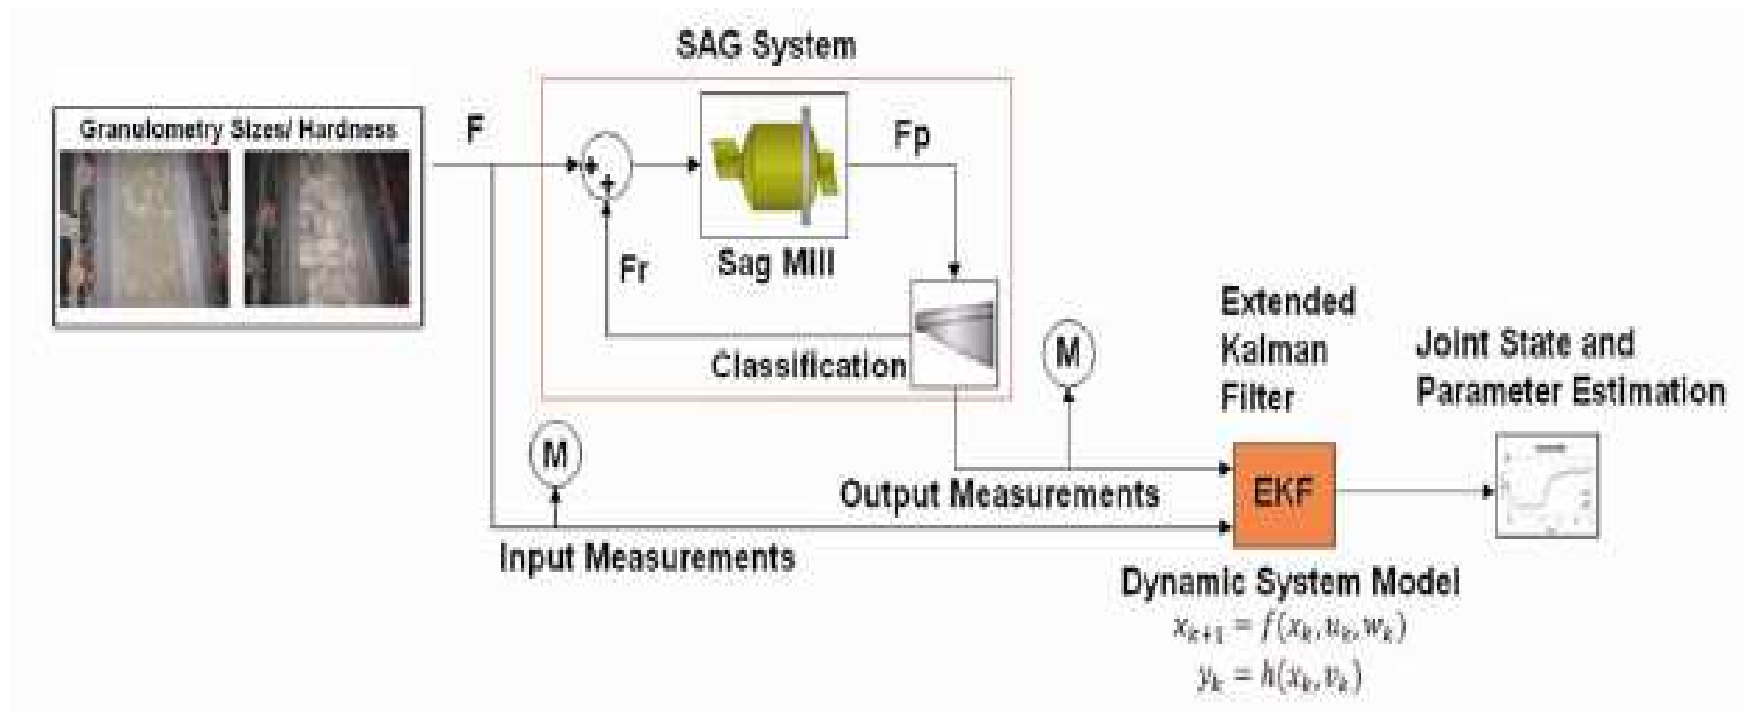 SAG System
Granulometry Sizes/ Hardness
F
+
+
Fp
Fr
Sag Mill
Classification
M
M
Extended
Kalman
Filter
Joint State and
Parameter Estimation
EKF
Output Measurements
Input Measurements
Dynamic System Model
x_{k+1} = f(x_k, u_k, w_k)
y_k = h(x_k, v_k)